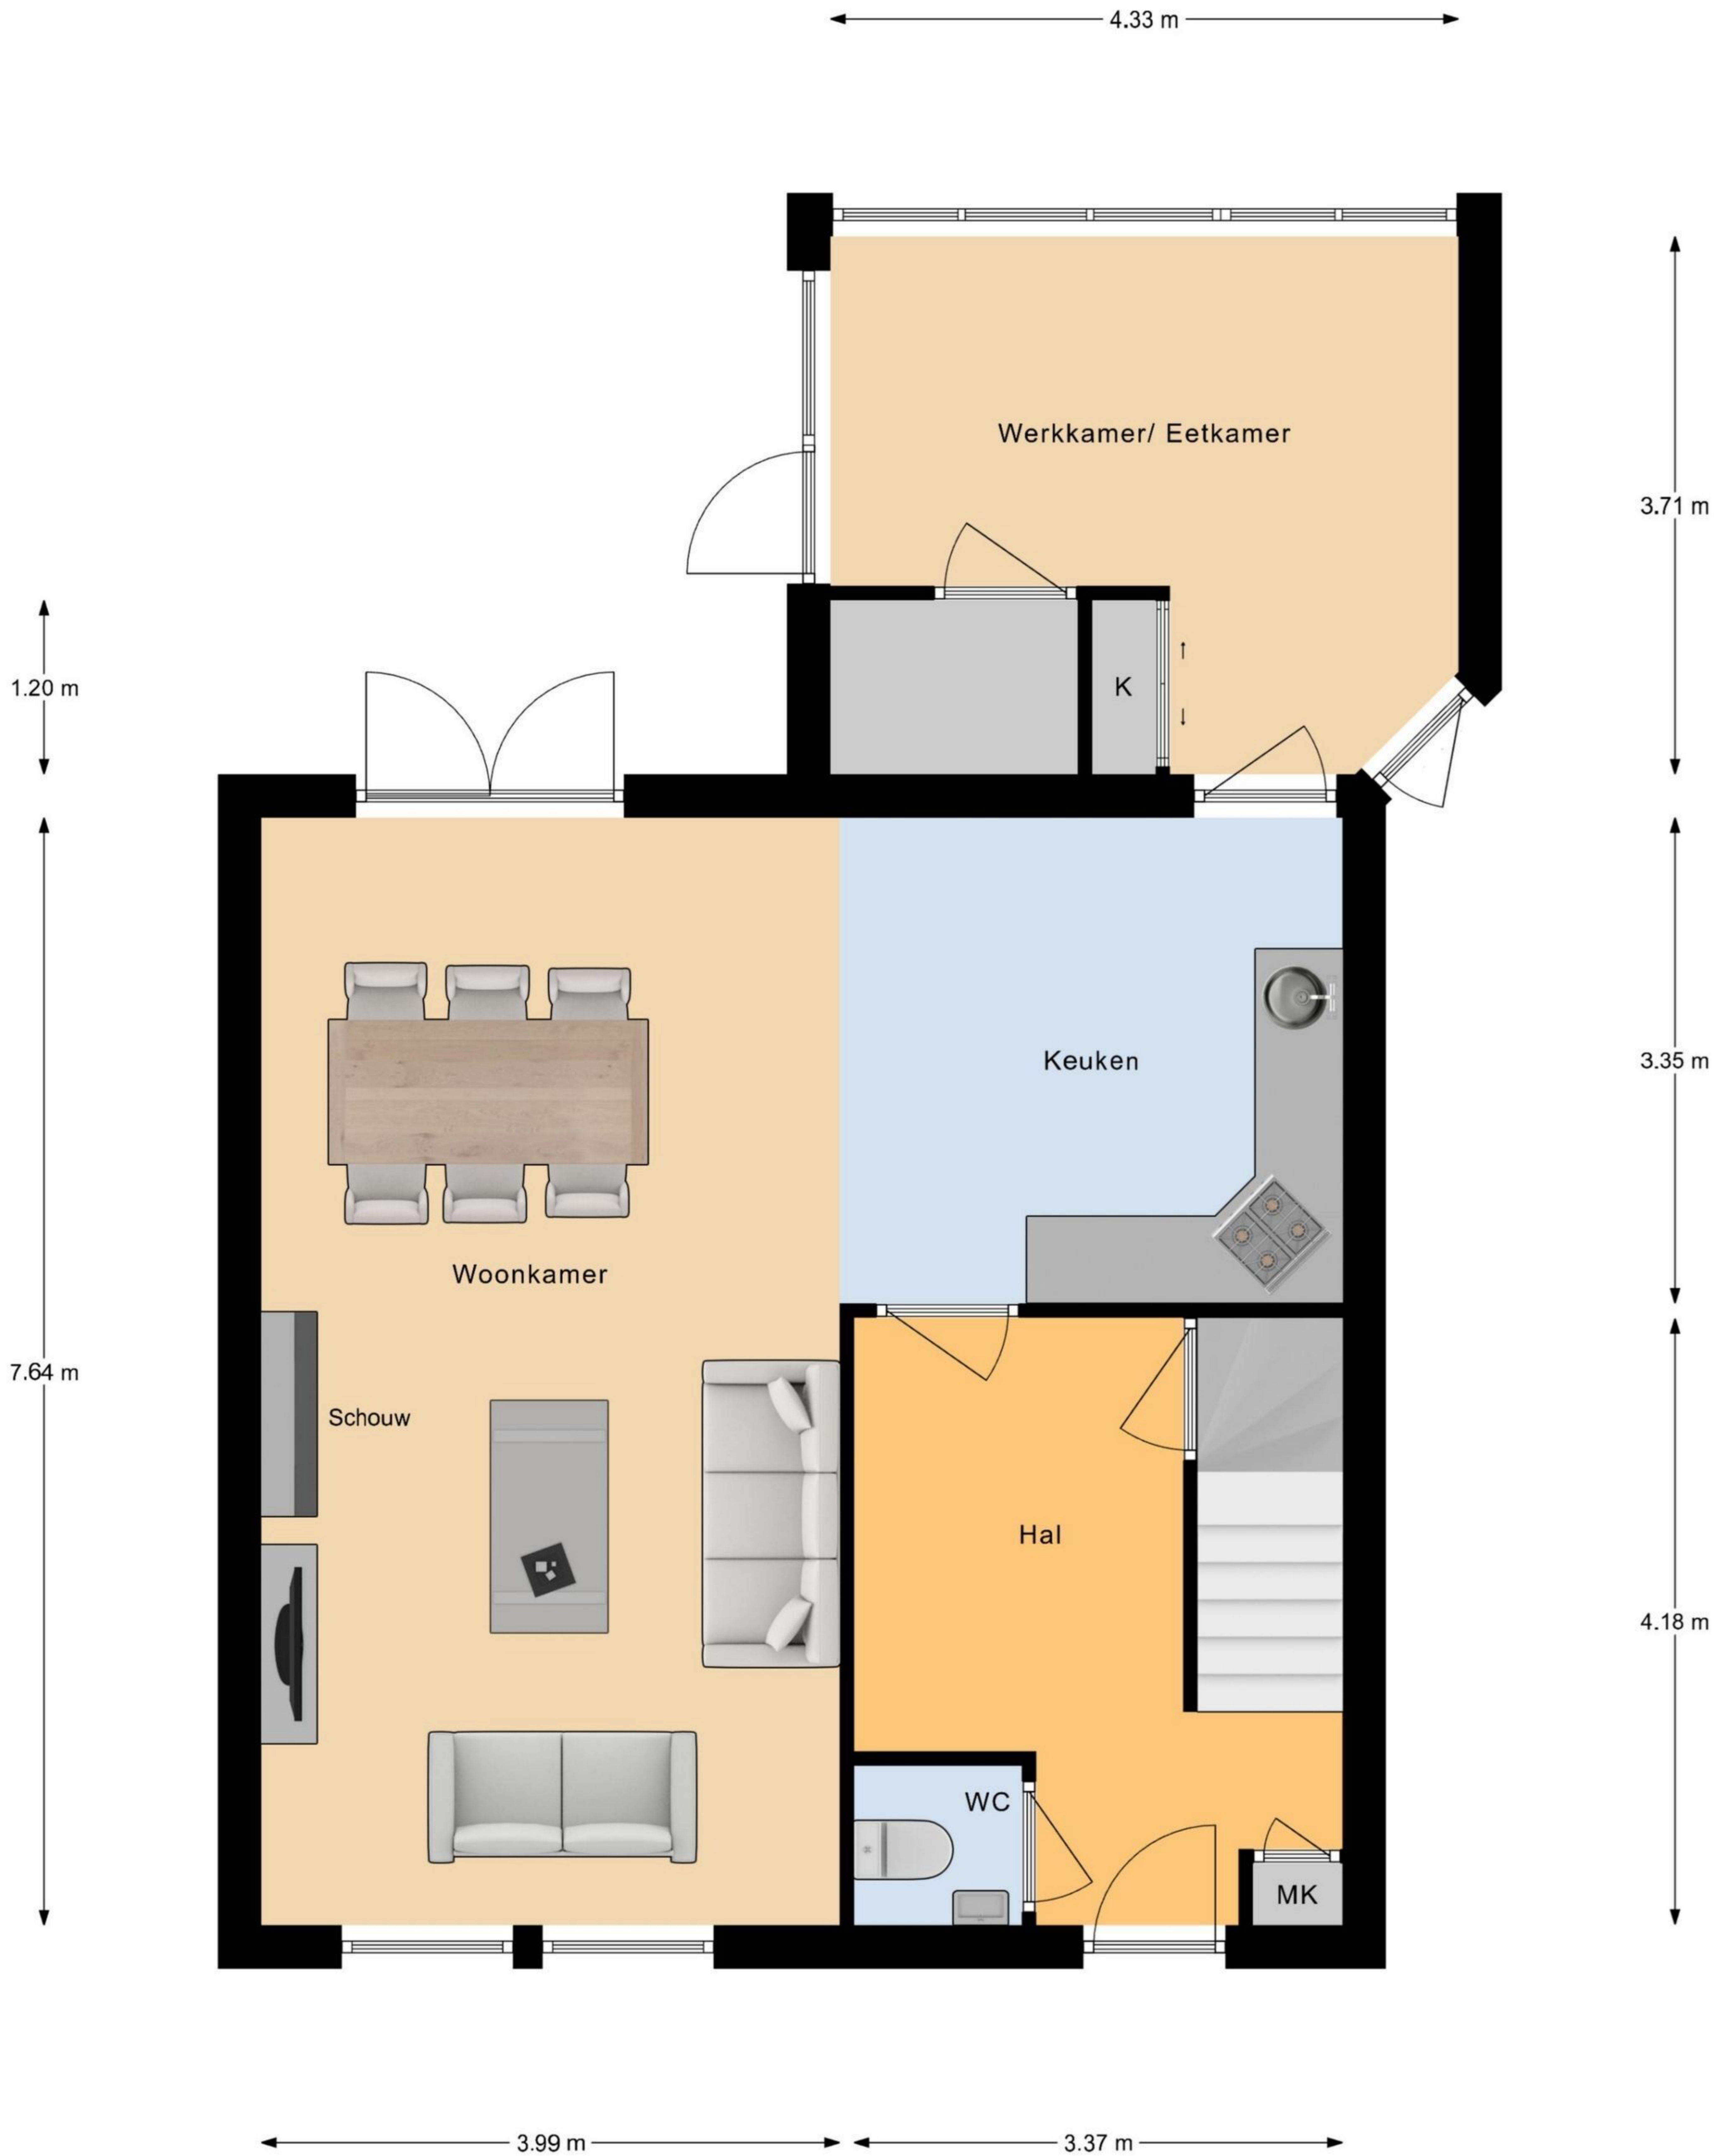 4.33 m
Werkkamer/ Eetkamer
3.71 m
1.20 m
K
Keuken
3.35 m
Woonkamer
7.64 m
Schouw
Hal
4.18 m
WC
MK
3.99 m
3.37 m